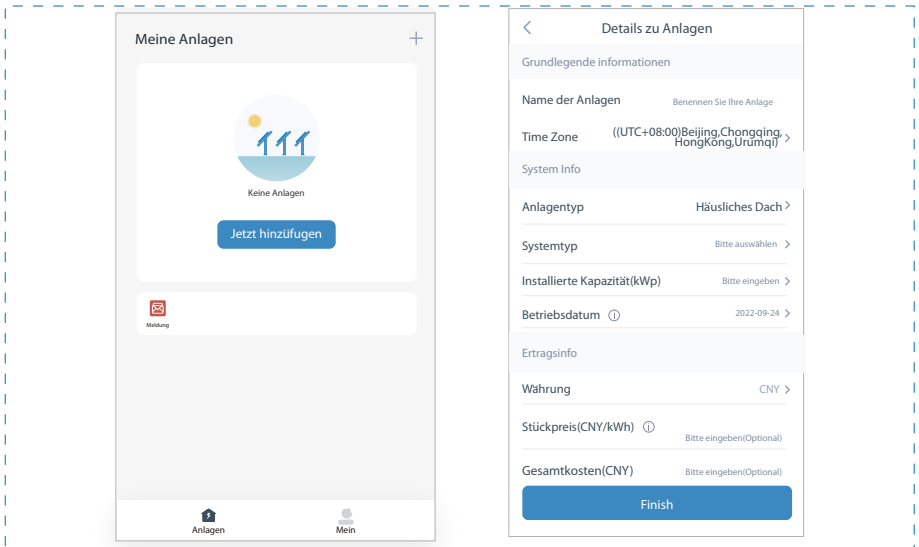 Meine Anlagen
Keine Anlagen
Jetzt hinzüfugen
Meldung
Anlagen
Mein
Details zu Anlagen
Grundlegende informationen
Name der Anlagen Benennen Sie Ihre Anlage
Time Zone ((UTC+08:00)Beijing,Chongqing,
HongKong,Urumqi)
System Info
Anlagentyp Häusliches Dach
Systemtyp Bitte auswählen
Installierte Kapazität(kWp) Bitte eingeben
Betriebsdatum 2022-09-24
Ertragsinfo
Währung CNY
Stückpreis(CNY/kWh)
Bitte eingeben(Optional)
Gesamtkosten(CNY) Bitte eingeben(Optional)
Finish